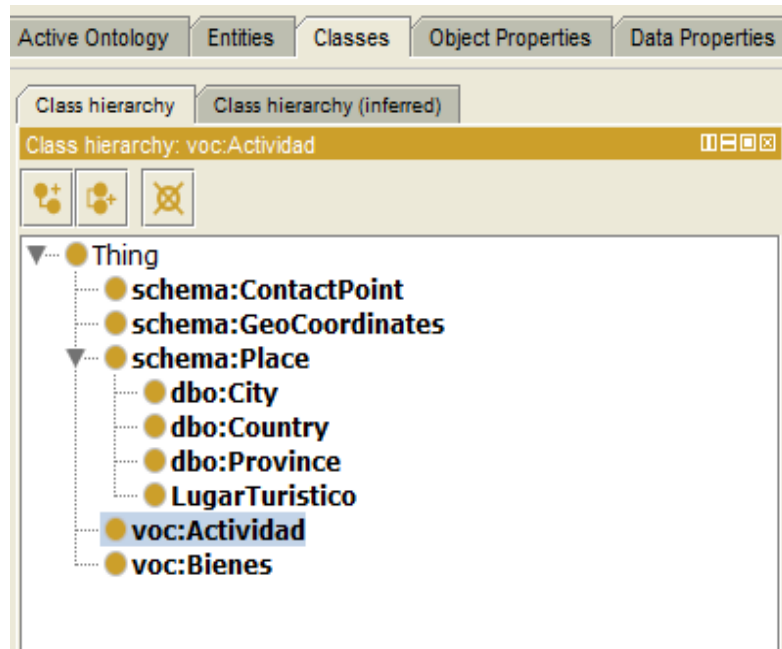 Active Ontology Entities Classes Object Properties Data Properties
Class hierarchy Class hierarchy (inferred)
Class hierarchy: voc:Actividad
Thing
schema:ContactPoint
schema:GeoCoordinates
schema:Place
dbo:City
dbo:Country
dbo:Province
LugarTuristico
voc:Actividad
voc:Bienes